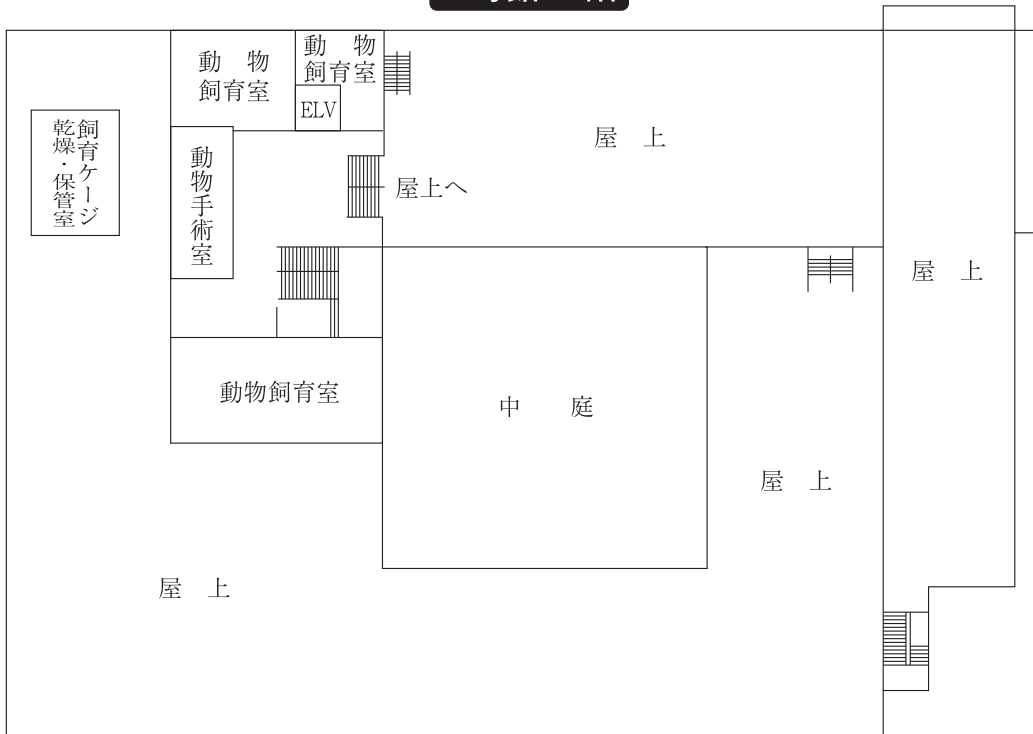 動　物
飼育室
動　物
飼育室
ELV
飼育ケージ
乾燥・保管室
動物手術室
屋上へ
屋　上
屋　上
動物飼育室
中　庭
屋　上
屋　上